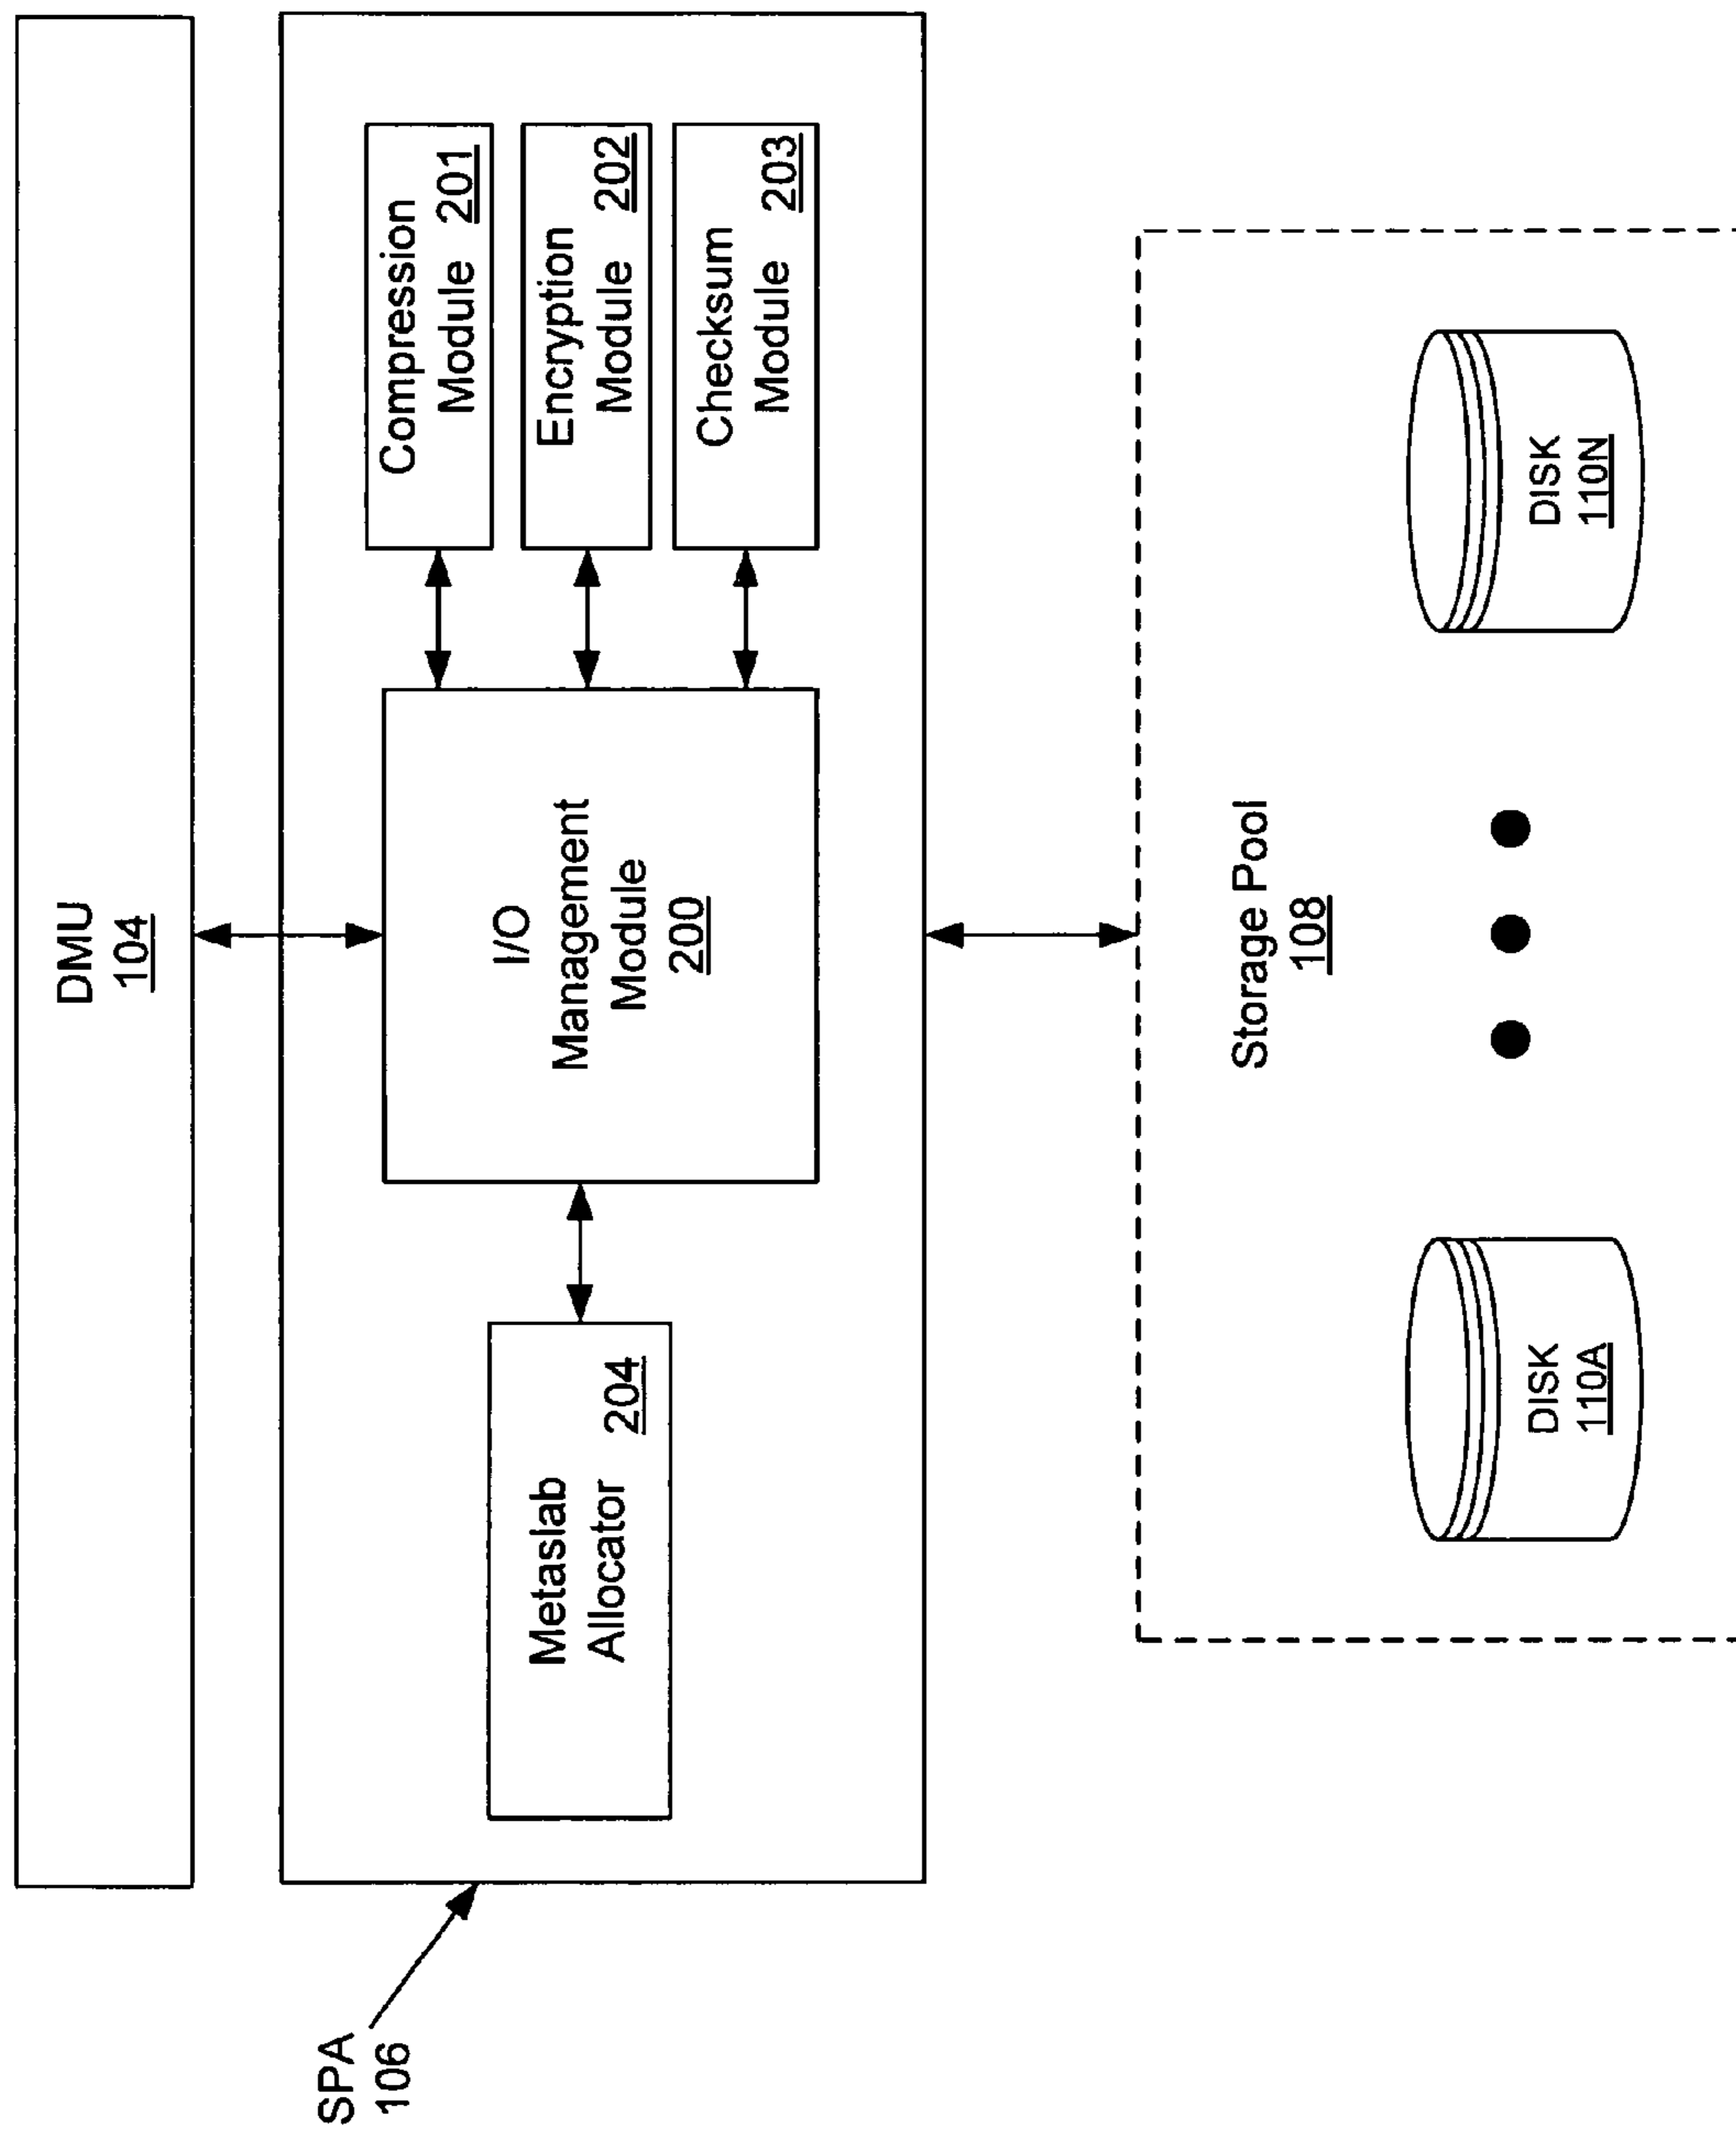 DMU
104
SPA
106
Metaslab
Allocator 204
I/O
Management
Module
200
Compression
Module 201
Encryption
Module 202
Checksum
Module 203
Storage Pool
108
DISK
110A
DISK
110N